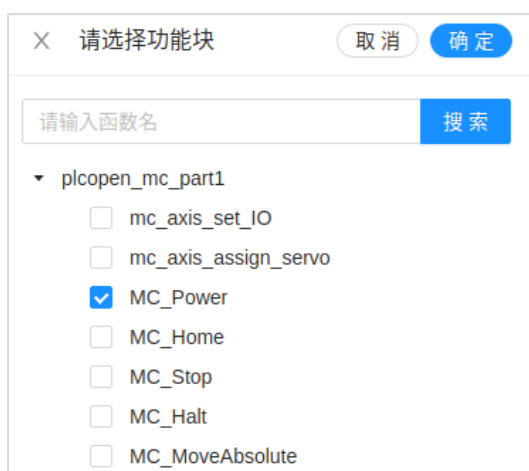 请选择功能块 取消 确定
请输入函数名 搜索
plcopen_mc_part1
mc_axis_set_IO
mc_axis_assign_servo
MC_Power
MC_Home
MC_Stop
MC_Halt
MC_MoveAbsolute